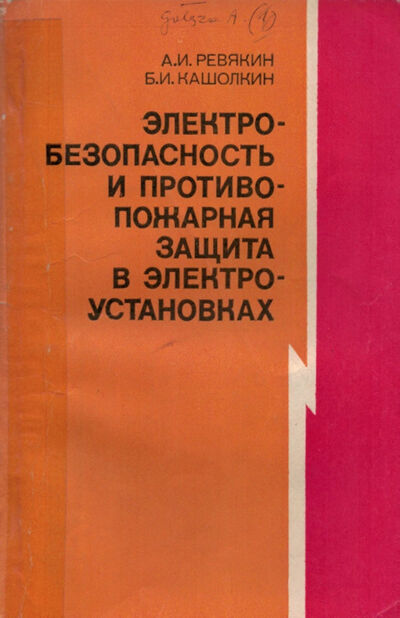 А.И. РЕВЯКИН
Б.И. КАШОЛКИН
ЭЛЕКТРО-
БЕЗОПАСНОСТЬ
И ПРОТИВО-
ПОЖАРНАЯ
ЗАЩИТА
В ЭЛЕКТРО-
УСТАНОВКАХ